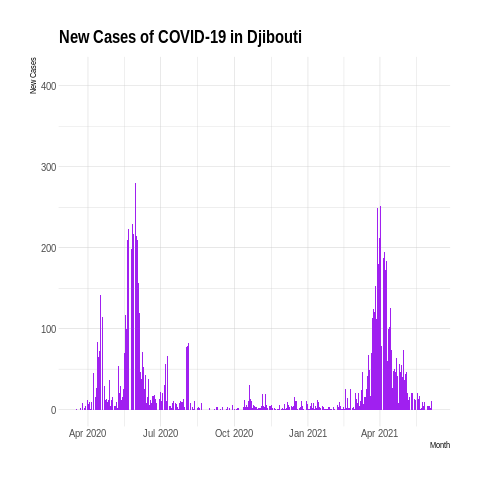 New Cases of COVID-19 in Djibouti
New Cases
400
300
200
100
0
Apr 2020 Jul 2020 Oct 2020 Jan 2021 Apr 2021
Month